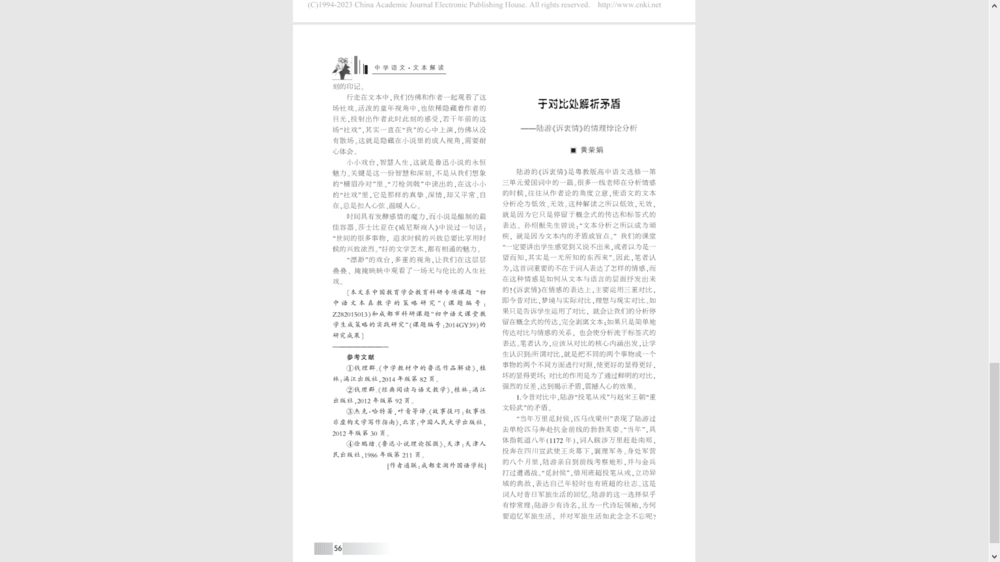 (C)1994-2023 China Academic Journal Electronic Publishing House. All rights reserved. http://www.cnki.net
中学语文·文本解读
刻的印记。
行走在文本中,我们仿佛和作者一起观看了这
场社戏。活泼的童年视角中,也依稀隐藏着作者的
目光,投射出作者此时此刻的感受,若干年前的这
场“社戏”,其实一直在“我”的心中上演,仿佛从没
有散场。这就是隐藏在小说里的成人视角,需要耐
心体会。
小小戏台,智慧人生,这就是鲁迅小说的永恒
魅力。关键是这一份智慧和深刻,不是从我们想象
的“横眉冷对”里、“刀枪剑戟”中读出的,在这小小
的“社戏”里,它是那样的真挚、深情,却又平常、自
在,总是扣人心弦、温暖人心。
时间具有发酵感情的魔力,而小说是酿制的最
佳容器。莎士比亚在《威尼斯商人》中说过一句话:
“世间的很多事物，追求时候的兴致总要比享用时
候的兴致浓烈。”好的文学艺术,都有相通的魅力。
“漂渺”的戏台,多重的视角,让我们在这层层
叠叠、掩掩映映中观看了一场无与伦比的人生社
戏。
[本文系中国教育学会教育科研专项课题“初
中语文本真教学的策略研究”(课题编号:
Z282015013)和成都市科研课题“初中语文课堂教
学生成策略的实践研究”(课题编号:2014GY39)的
研究成果]
参考文献
①钱理群.《中学教材中的鲁迅作品解读》,桂
林:漓江出版社,2014年版第82页。
②钱理群.《经典阅读与语文教学》,桂林:漓江
出版社,2012年版第92页。
③杰克·哈特著,叶青等译.《故事技巧:叙事性
非虚构文学写作指南》,北京:中国人民大学出版社,
2012年版第30页。
④徐鹏绪.《鲁迅小说理论探微》,天津:天津人
民出版社,1986年版第211页。
[作者通联:成都棠湖外国语学校]
于对比处解析矛盾
——陆游《诉衷情》的情理悖论分析
■ 黄荣娟
陆游的《诉衷情》是粤教版高中语文选修一第
三单元爱国词中的一篇。很多一线老师在分析情感
的时候,往往从作者论的角度立意,使语文的文本
分析沦为低效、无效。这种解读之所以低效,无效,
就是因为它只是停留于概念式的传达和标签式的
表达。孙绍振先生曾说:“文本分析之所以成为顽
疾，就是因为文本内的矛盾成盲点。”我们的课堂
“一定要讲出学生感觉到又说不出来,或者以为是一
望而知,其实是一无所知的东西来”。因此,笔者认
为,这首词重要的不在于词人表达了怎样的情感,而
在这种情感是如何从文本与语言的层面抒发出来
的!《诉衷情》在情感的表达上,主要运用三重对比,
即今昔对比,梦境与实际对比,理想与现实对比。如
果只是告诉学生运用了对比，就会让我们的分析停
留在概念式的传达,完全剥离文本;如果只是简单地
传达对比与情感的关系，也会使分析流于标签式的
表达。笔者认为,应该从对比的核心内涵出发,让学
生认识到:所谓对比,就是把不同的两个事物或一个
事物的两个不同方面进行对照,使更好的显得更好,
坏的显得更坏;对比的作用是为了通过鲜明的对比,
强烈的反差,达到揭示矛盾,震撼人心的效果。
1.今昔对比中,陆游“投笔从戎”与赵宋王朝“重
文轻武”的矛盾。
“当年万里觅封侯,匹马戍梁州”表现了陆游过
去单枪匹马奔赴抗金前线的勃勃英姿。“当年”,具
体指乾道八年(1172年),词人跋涉万里赶赴南郑,
投奔在四川宣武使王炎幕下,襄理军务。身处军营
的八个月里,陆游亲自到前线考察地形,并与金兵
打过遭遇战。“觅封侯”,借用班超投笔从戎,立功异
域的典故,表达自己年轻时也有班超的壮志。这是
词人对昔日军旅生活的回忆。陆游的这一选择似乎
有悖常理:陆游少有诗名,且为一代诗坛领袖,为何
要追忆军旅生活，并对军旅生活如此念念不忘呢?
56